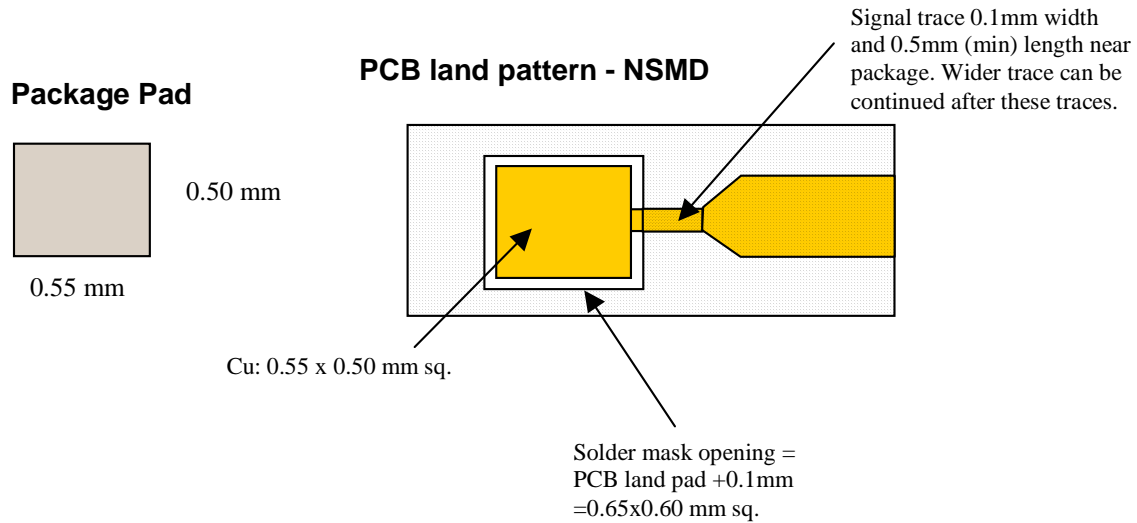 Signal trace 0.1mm width
and 0.5mm (min) length near
package. Wider trace can be
continued after these traces.
PCB land pattern - NSMD
Package Pad
0.50 mm
0.55 mm
Cu: 0.55 x 0.50 mm sq.
Solder mask opening =
PCB land pad +0.1mm
=0.65x0.60 mm sq.